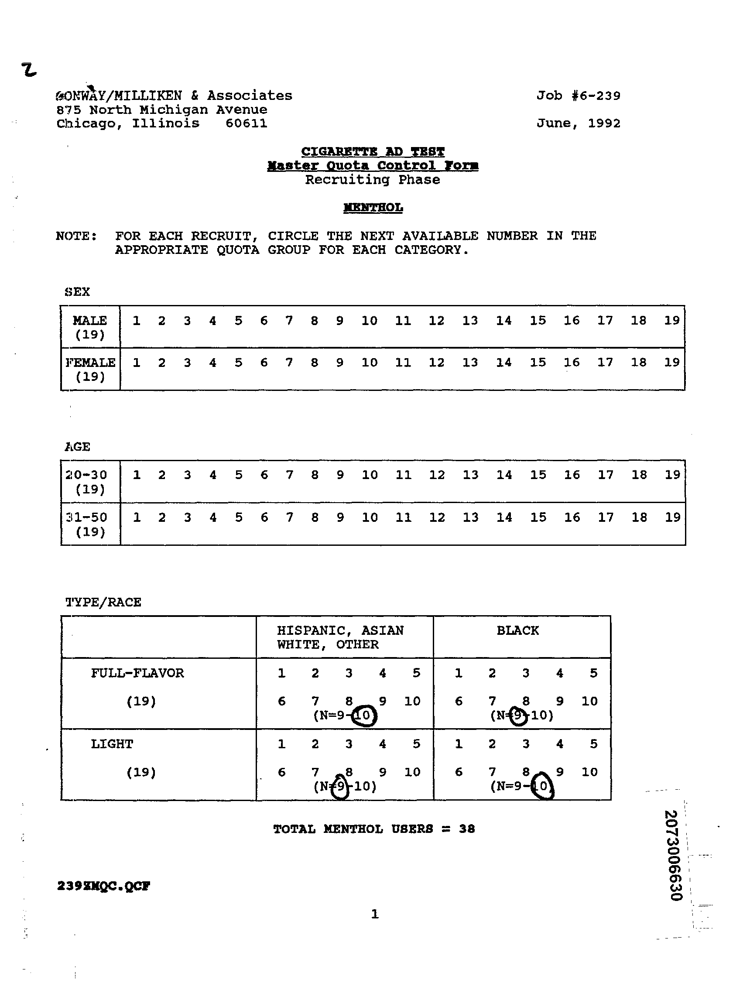 2
CONWAY/MILLIKEN & Associates Job #6-239
875 North Michigan Avenue
Chicago, Illinois 60611 June, 1992
CIGARETTE AD TEST
Master Quota Control Form
Recruiting Phase
MENTHOL
NOTE: FOR EACH RECRUIT, CIRCLE THE NEXT AVAILABLE NUMBER IN THE
APPROPRIATE QUOTA GROUP FOR EACH CATEGORY.
SEX
MALE 1 2 3 4 5 6 7 8 9 10 11 12 13 14 15 16 17 18 19
(19)
FEMALE 1 2 3 4 5 6 7 8 9 10 11 12 13 14 15 16 17 18 19
(19)
AGE
20-30 1 2 3 4 5 6 7 8 9 10 11 12 13 14 15 16 17 18 19
(19)
31-50 1 2 3 4 5 6 7 8 9 10 11 12 13 14 15 16 17 18 19
(19)
TYPE/RACE
HISPANIC, ASIAN BLACK
WHITE, OTHER
FULL-FLAVOR 1 2 3 4 5 1 2 3 4 5
(19) 6 7 8 9 10 6 7 8 9 10
(N=9-10) (N=9-10)
LIGHT 1 2 3 4 5 1 2 3 4 5
(19) 6 7 8 9 10 6 7 8 9 10
(N=9-10) (N=9-10)
TOTAL MENTHOL USERS = 38
2073006630
1